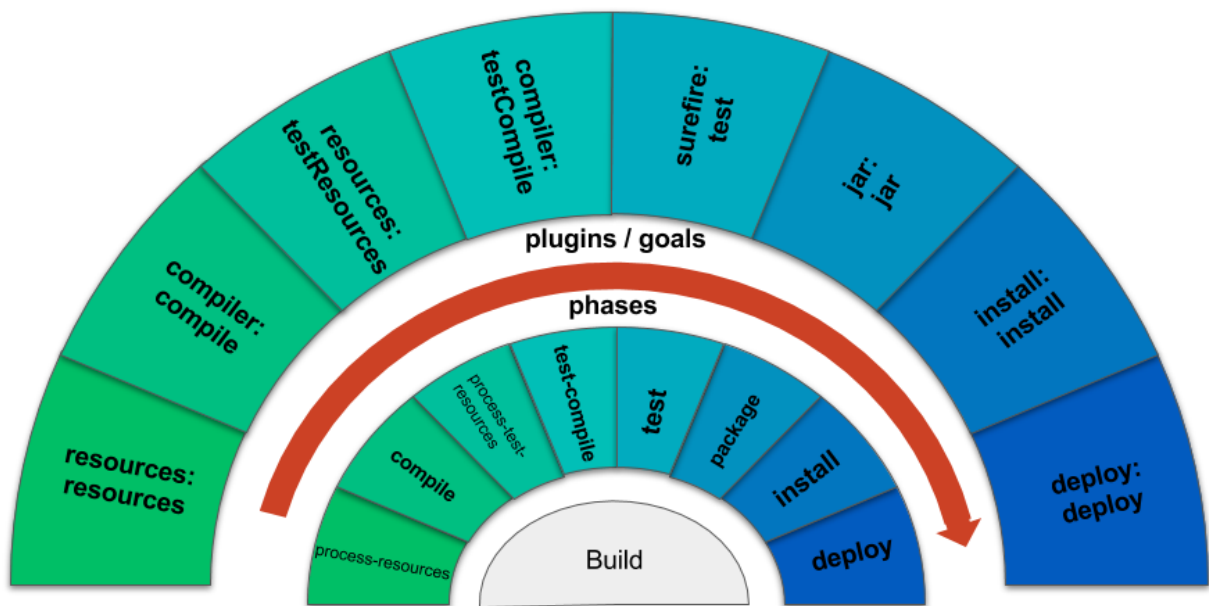 resources:
resources
compiler:
compile
resources:
testResources
compiler:
testCompile
surefire:
test
jar:
jar
install:
install
deploy:
deploy
plugins / goals
phases
process-resources
compile
process-test-
resources
test-compile
test
package
install
deploy
Build